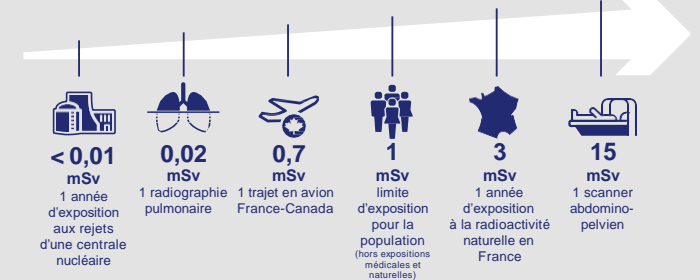 < 0,01
mSv
1 année
d'exposition
aux rejets
d'une centrale
nucléaire
0,02
mSv
1 radiographie
pulmonaire
0,7
mSv
1 trajet en avion
France-Canada
1
mSv
limite
d'exposition
pour la
population
(hors expositions
médicales et
naturelles)
3
mSv
1 année
d'exposition
à la radioactivité
naturelle en
France
15
mSv
1 scanner
abdomino-
pelvien